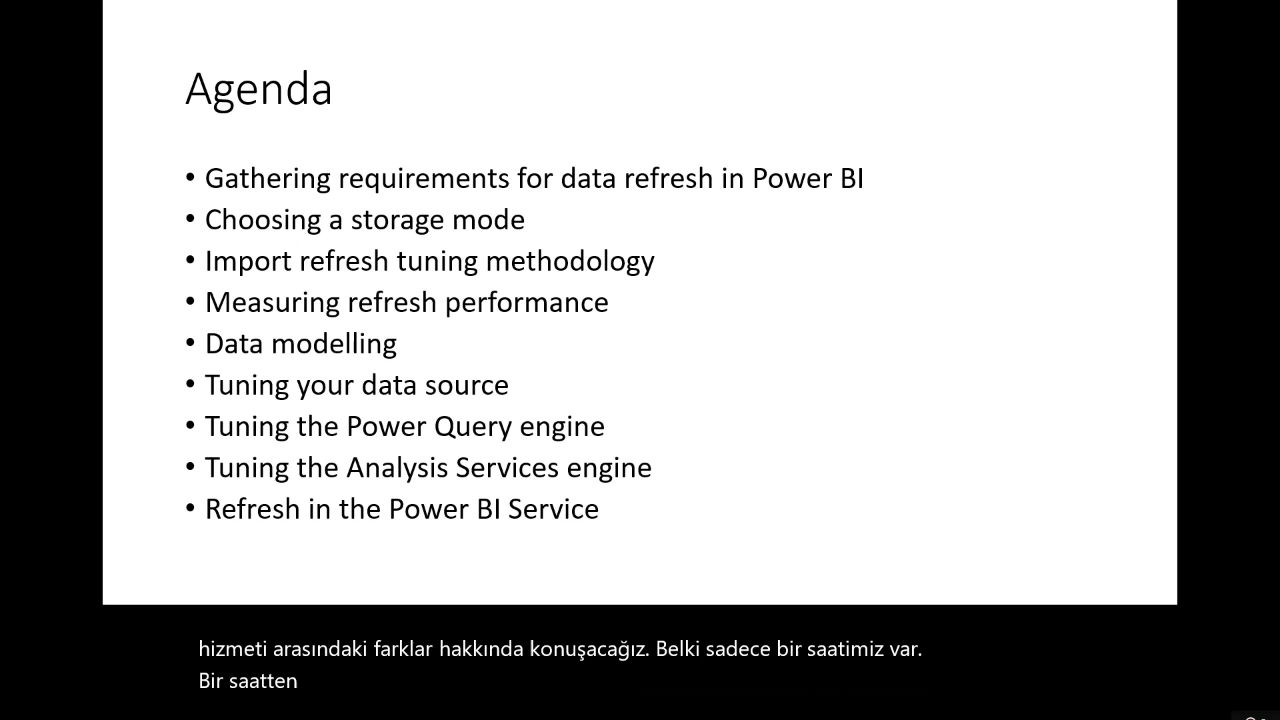 Agenda
• Gathering requirements for data refresh in Power BI
• Choosing a storage mode
• Import refresh tuning methodology
• Measuring refresh performance
• Data modelling
• Tuning your data source
• Tuning the Power Query engine
• Tuning the Analysis Services engine
• Refresh in the Power BI Service
hizmeti arasındaki farklar hakkında konuşacağız. Belki sadece bir saatimiz var.
Bir saatten